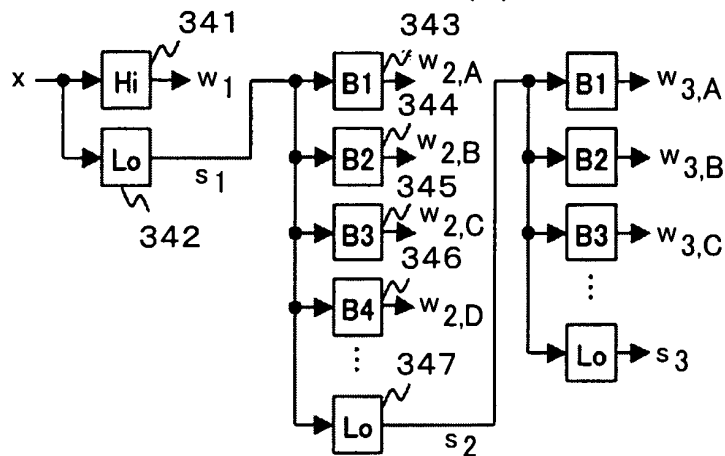 341
x
Hi
w1
Lo
s1
342
343
B1
w2,A
344
B2
w2,B
345
B3
w2,C
346
B4
w2,D
⋮
347
Lo
s2
B1
w3,A
B2
w3,B
B3
w3,C
⋮
Lo
s3